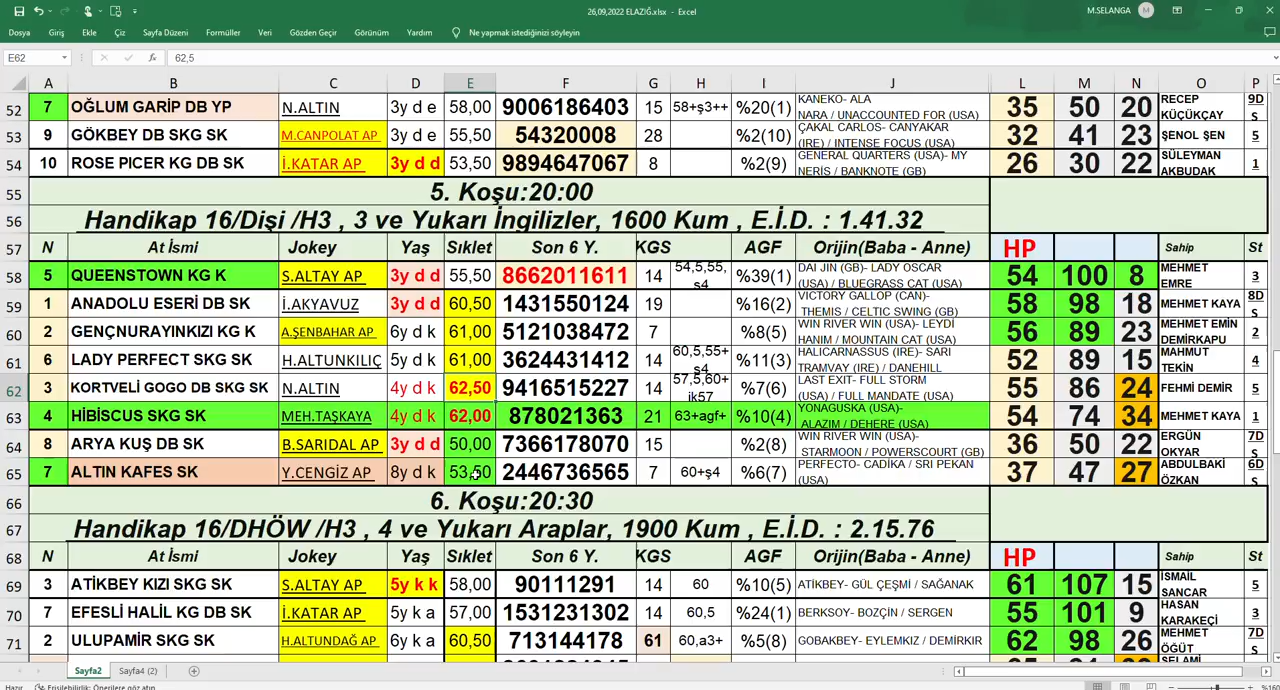 26,09,2022 ELAZIĞ.xlsx - Excel
M.SELANGA M
Dosya Giriş Ekle Çiz Sayfa Düzeni Formüller Veri Gözden Geçir Görünüm Yardım Ne yapmak istediğinizi söyleyin
E62 fx 62,5
A B C D E F G H I J L M N O P
52 7 OĞLUM GARİP DB YP N.ALTIN 3y d e 58,00 9006186403 15 58+ş3++ %20(1) KANEKO- ALA NARA / UNACCOUNTED FOR (USA) 35 50 20 RECEP KÜÇÜKÇAY 9D S
53 9 GÖKBEY DB SKG SK M.CANPOLAT AP 3y d e 55,50 54320008 28 %2(10) ÇAKAL CARLOS- CANYAKAR (IRE) / INTENSE FOCUS (USA) 32 41 23 ŞENOL ŞEN 5
54 10 ROSE PICER KG DB SK İ.KATAR AP 3y d d 53,50 9894647067 8 %2(9) GENERAL QUARTERS (USA)- MY NERİS / BANKNOTE (GB) 26 30 22 SÜLEYMAN AKBUDAK 1
55 5. Koşu:20:00
56 Handikap 16/Dişi /H3 , 3 ve Yukarı İngilizler, 1600 Kum , E.İ.D. : 1.41.32
57 N At İsmi Jokey Yaş Sıklet Son 6 Y. KGS AGF Orijin(Baba - Anne) HP Sahip St
58 5 QUEENSTOWN KG K S.ALTAY AP 3y d d 55,50 8662011611 14 54,5,55, s4 %39(1) DAI JIN (GB)- LADY OSCAR (USA) / BLUEGRASS CAT (USA) 54 100 8 MEHMET EMRE 3
59 1 ANADOLU ESERİ DB SK İ.AKYAVUZ 3y d d 60,50 1431550124 19 %16(2) VICTORY GALLOP (CAN)- THEMIS / CELTIC SWING (GB) 58 98 18 MEHMET KAYA 8D S
60 2 GENÇNURAYINKIZI KG K A.ŞENBAHAR AP 6y d k 61,00 5121038472 7 %8(5) WIN RIVER WIN (USA)- LEYDİ HANIM / MOUNTAIN CAT (USA) 56 89 23 MEHMET EMİN DEMİRKAPU 2
61 6 LADY PERFECT SKG SK H.ALTUNKILIÇ 5y d k 61,00 3624431412 14 60,5,55+ s4 %11(3) HALICARNASSUS (IRE)- SARI TRAMVAY (IRE) / DANEHILL 52 89 15 MAHMUT TEKİN 4
62 3 KORTVELİ GOGO DB SKG SK N.ALTIN 4y d k 62,50 9416515227 14 57,5,60+ ik57 %7(6) LAST EXIT- FULL STORM (USA) / FULL MANDATE (USA) 55 86 24 FEHMİ DEMİR 5
63 4 HİBİSCUS SKG SK MEH.TAŞKAYA 4y d k 62,00 878021363 21 63+agf+ %10(4) YONAGUSKA (USA)- ALAZIM / DEHERE (USA) 54 74 34 MEHMET KAYA 1
64 8 ARYA KUŞ DB SK B.SARIDAL AP 3y d d 50,00 7366178070 15 %2(8) WIN RIVER WIN (USA)- STARMOON / POWERSCOURT (GB) 36 50 22 ERGÜN OKYAR 7D S
65 7 ALTIN KAFES SK Y.CENGİZ AP 8y d k 53,50 2446736565 7 60+ş4 %6(7) PERFECTO- CADİKA / SRI PEKAN (USA) 37 47 27 ABDULBAKİ ÖZKAN 6D S
66 6. Koşu:20:30
67 Handikap 16/DHÖW /H3 , 4 ve Yukarı Araplar, 1900 Kum , E.İ.D. : 2.15.76
68 N At İsmi Jokey Yaş Sıklet Son 6 Y. KGS AGF Orijin(Baba - Anne) HP Sahip St
69 3 ATİKBEY KIZI SKG SK S.ALTAY AP 5y k k 58,00 90111291 14 60 %10(5) ATİKBEY- GÜL ÇEŞMİ / SAĞANAK 61 107 15 İSMAİL SANCAR 5
70 7 EFESLİ HALİL KG DB SK İ.KATAR AP 5y k a 57,00 1531231302 14 60,5 %24(1) BERKSOY- BOZÇİN / SERGEN 55 101 9 HASAN KARAKEÇİ 3
71 2 ULUPAMİR SKG SK H.ALTUNDAĞ AP 6y k a 60,50 713144178 61 60,a3+ %5(8) GOBAKBEY- EYLEMKIZ / DEMİRKIR 62 98 26 MEHMET ÖĞÜT 7D S
SELAMİ
Sayfa2 Sayfa4 (2)
Hazır Erişilebilirlik: Önerilere göz atın %160